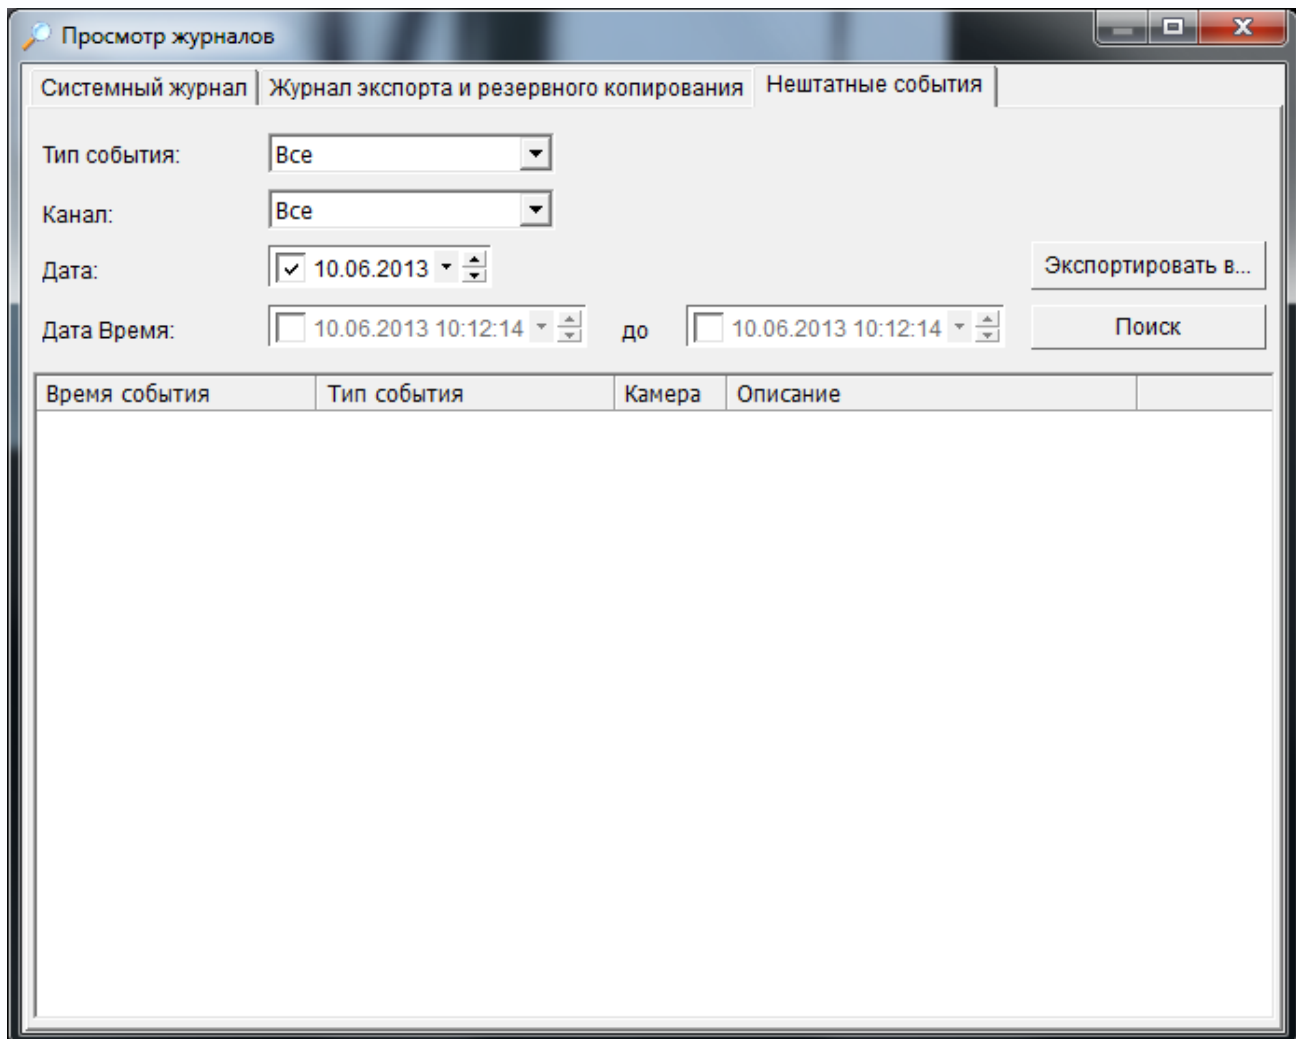 Просмотр журналов
Системный журнал Журнал экспорта и резервного копирования Нештатные события
Тип события: Все
Канал: Все
Дата: 10.06.2013 Экспортировать в...
Дата Время: 10.06.2013 10:12:14 до 10.06.2013 10:12:14 Поиск
Время события Тип события Камера Описание